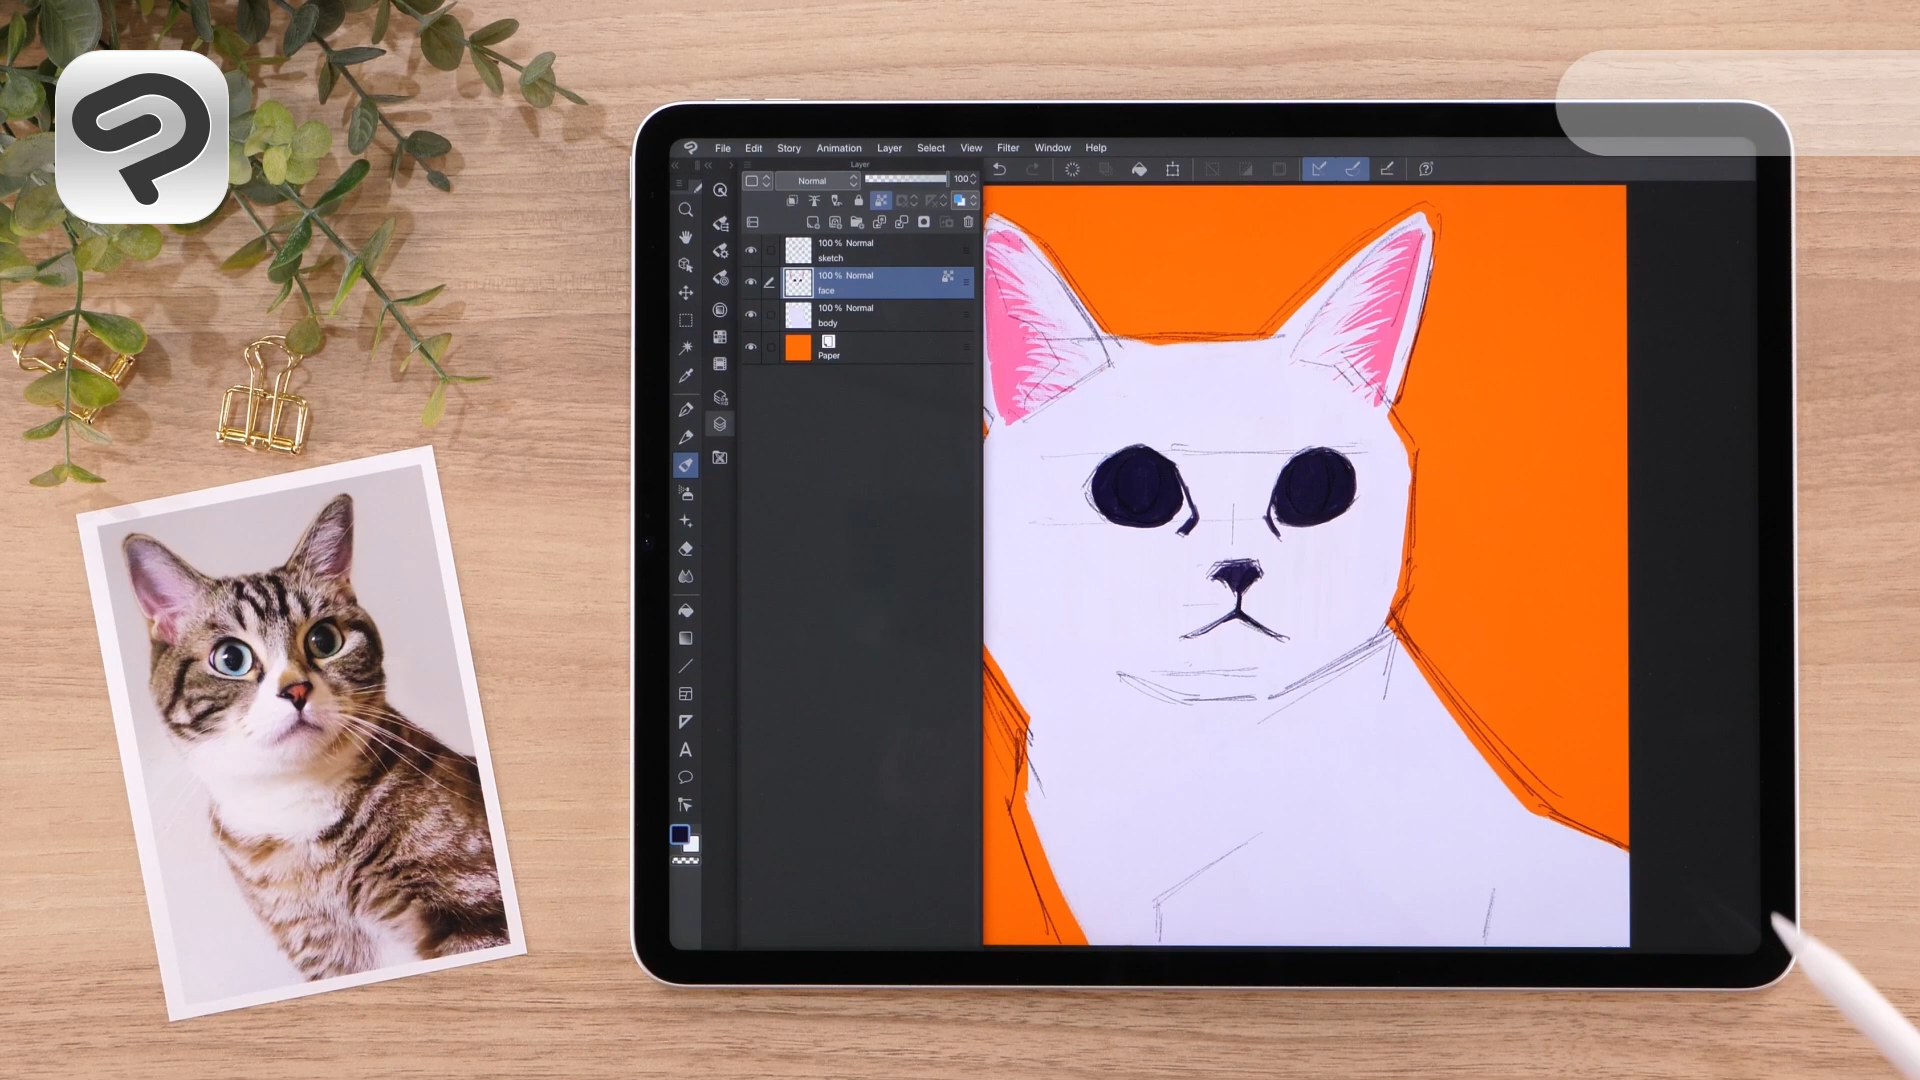 File Edit Story Animation Layer Select View Filter Window Help
Layer
Normal 100
100 % Normal
sketch
100 % Normal
face
100 % Normal
body
Paper
A